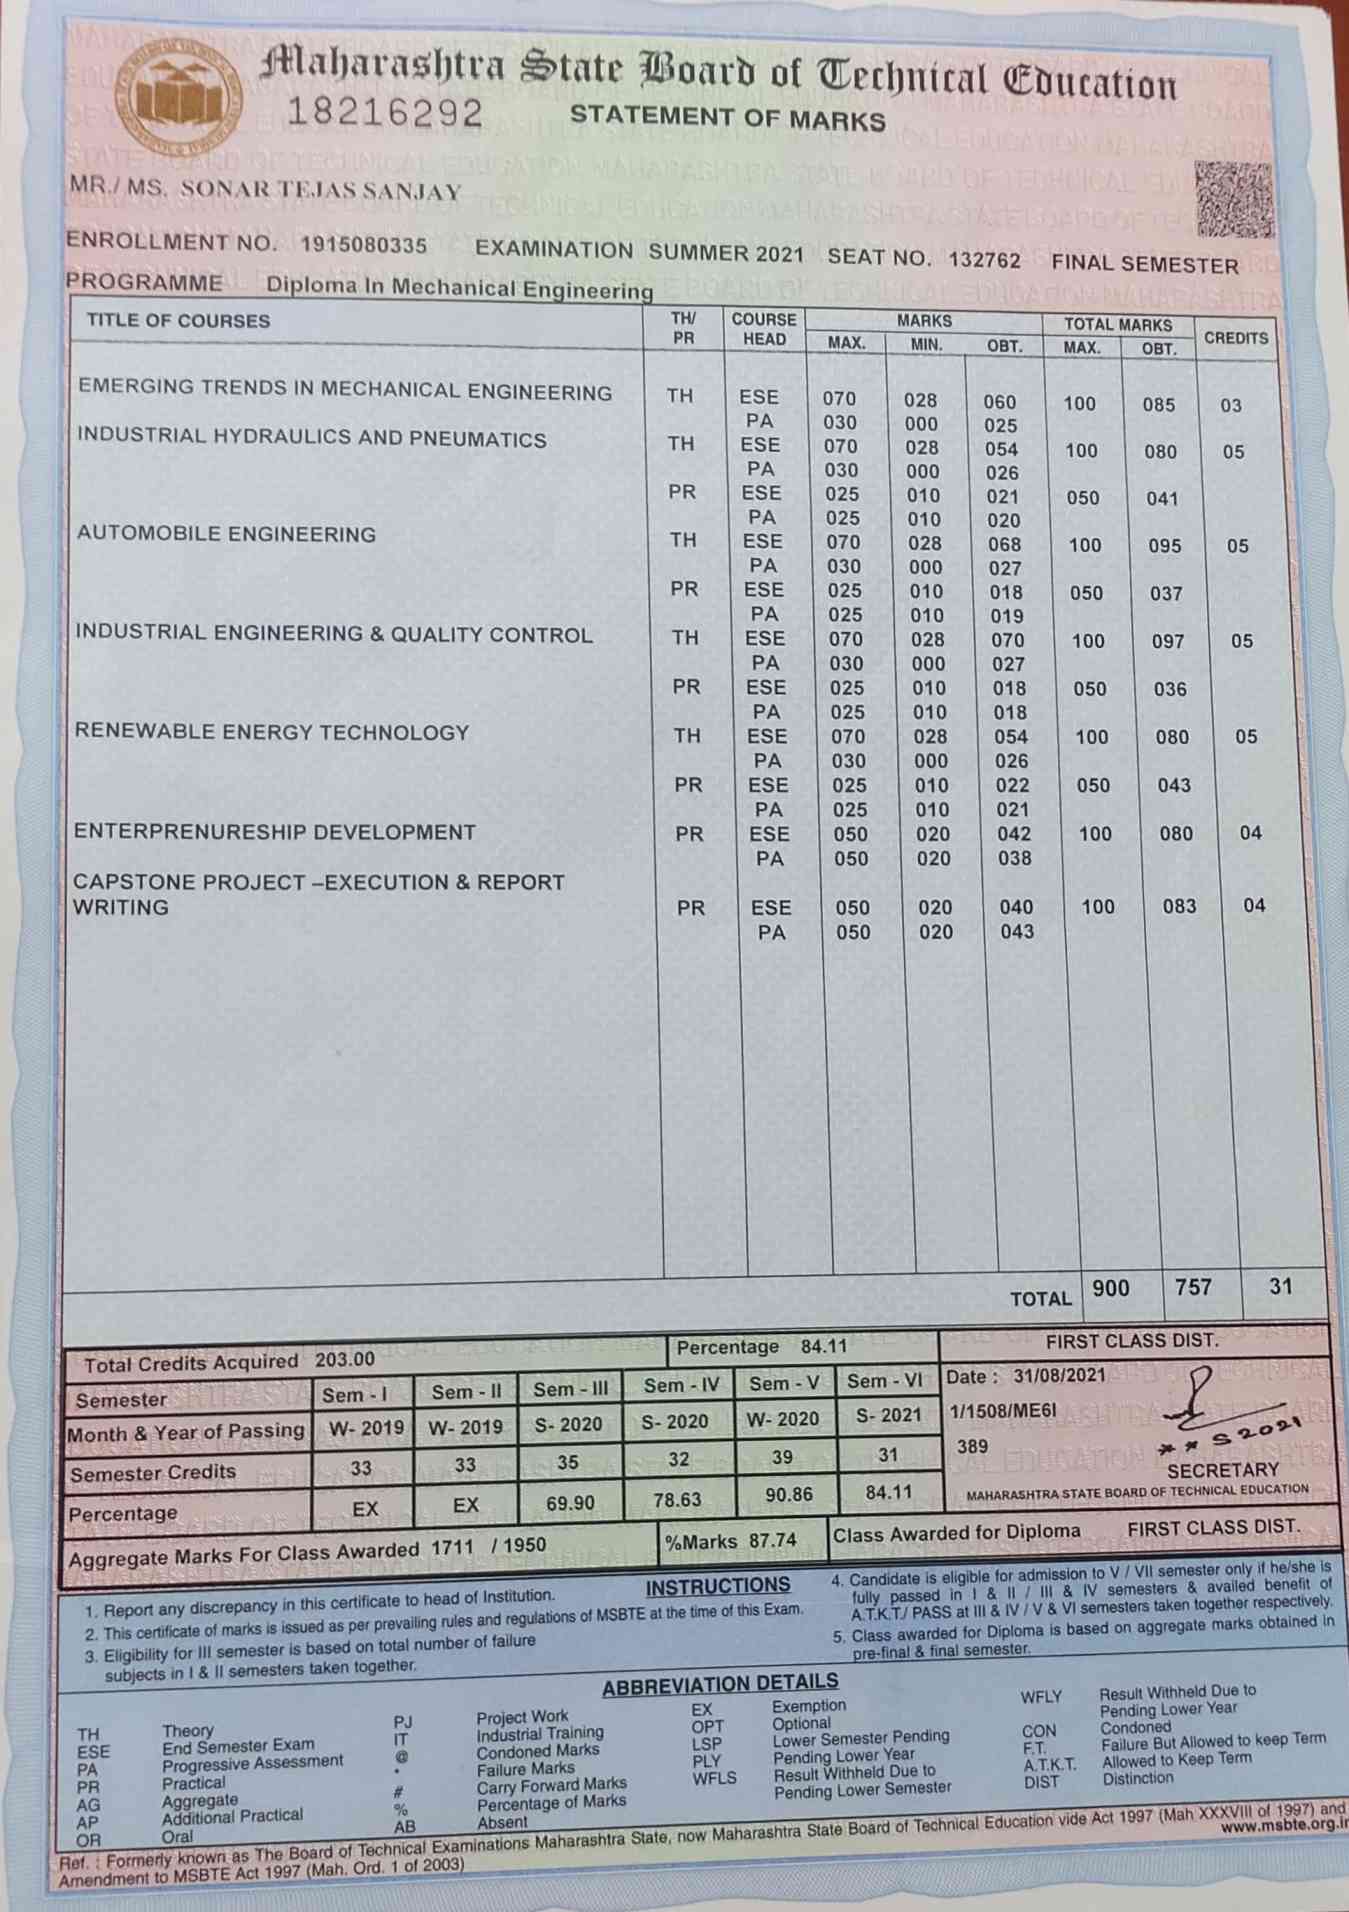 Maharashtra State Board of Technical Education
18216292 STATEMENT OF MARKS
MR./ MS. SONAR TEJAS SANJAY
ENROLLMENT NO. 1915080335 EXAMINATION SUMMER 2021 SEAT NO. 132762 FINAL SEMESTER
PROGRAMME Diploma In Mechanical Engineering
TITLE OF COURSES TH/ PR COURSE HEAD MARKS TOTAL MARKS CREDITS
MAX. MIN. OBT. MAX. OBT.
EMERGING TRENDS IN MECHANICAL ENGINEERING TH ESE 070 028 060 100 085 03
PA 030 000 025
INDUSTRIAL HYDRAULICS AND PNEUMATICS TH ESE 070 028 054 100 080 05
PA 030 000 026
PR ESE 025 010 021 050 041
PA 025 010 020
AUTOMOBILE ENGINEERING TH ESE 070 028 068 100 095 05
PA 030 000 027
PR ESE 025 010 018 050 037
PA 025 010 019
INDUSTRIAL ENGINEERING & QUALITY CONTROL TH ESE 070 028 070 100 097 05
PA 030 000 027
PR ESE 025 010 018 050 036
PA 025 010 018
RENEWABLE ENERGY TECHNOLOGY TH ESE 070 028 054 100 080 05
PA 030 000 026
PR ESE 025 010 022 050 043
PA 025 010 021
ENTERPRENURESHIP DEVELOPMENT PR ESE 050 020 042 100 080 04
PA 050 020 038
CAPSTONE PROJECT –EXECUTION & REPORT
WRITING PR ESE 050 020 040 100 083 04
PA 050 020 043
TOTAL 900 757 31
Total Credits Acquired 203.00 Percentage 84.11 FIRST CLASS DIST.
Semester Sem - I Sem - II Sem - III Sem - IV Sem - V Sem - VI
Month & Year of Passing W- 2019 W- 2019 S- 2020 S- 2020 W- 2020 S- 2021
Semester Credits 33 33 35 32 39 31
Percentage EX EX 69.90 78.63 90.86 84.11
Date : 31/08/2021
1/1508/ME6I
389
* * S 2021
SECRETARY
MAHARASHTRA STATE BOARD OF TECHNICAL EDUCATION
Aggregate Marks For Class Awarded 1711 / 1950 %Marks 87.74 Class Awarded for Diploma FIRST CLASS DIST.
INSTRUCTIONS
1. Report any discrepancy in this certificate to head of Institution.
2. This certificate of marks is issued as per prevailing rules and regulations of MSBTE at the time of this Exam.
3. Eligibility for III semester is based on total number of failure
subjects in I & II semesters taken together.
4. Candidate is eligible for admission to V / VII semester only if he/she is
fully passed in I & II / III & IV semesters & availed benefit of
A.T.K.T./ PASS at III & IV / V & VI semesters taken together respectively.
5. Class awarded for Diploma is based on aggregate marks obtained in
pre-final & final semester.
ABBREVIATION DETAILS
TH Theory
ESE End Semester Exam
PA Progressive Assessment
PR Practical
AG Aggregate
AP Additional Practical
OR Oral
PJ Project Work
IT Industrial Training
@ Condoned Marks
* Failure Marks
# Carry Forward Marks
% Percentage of Marks
AB Absent
EX Exemption
OPT Optional
LSP Lower Semester Pending
PLY Pending Lower Year
WFLS Result Withheld Due to
Pending Lower Semester
WFLY Result Withheld Due to
Pending Lower Year
CON Condoned
F.T. Failure But Allowed to keep Term
A.T.K.T. Allowed to Keep Term
DIST Distinction
Ref. : Formerly known as The Board of Technical Examinations Maharashtra State, now Maharashtra State Board of Technical Education vide Act 1997 (Mah XXXVIII of 1997) and
Amendment to MSBTE Act 1997 (Mah. Ord. 1 of 2003)
www.msbte.org.in